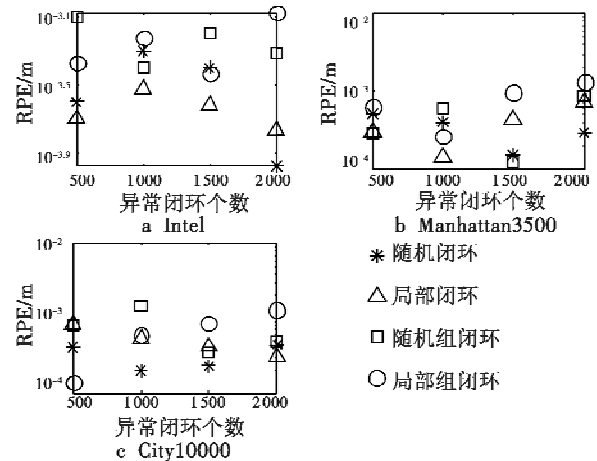 10^-3.1
10^-3.5
10^-3.9
RPE/m
500 1000 1500 2000
异常闭环个数
a Intel
10^-2
10^-3
10^-4
RPE/m
500 1000 1500 2000
异常闭环个数
b Manhattan3500
10^-2
10^-3
10^-4
RPE/m
500 1000 1500 2000
异常闭环个数
c City10000
随机闭环
局部闭环
随机组闭环
局部组闭环